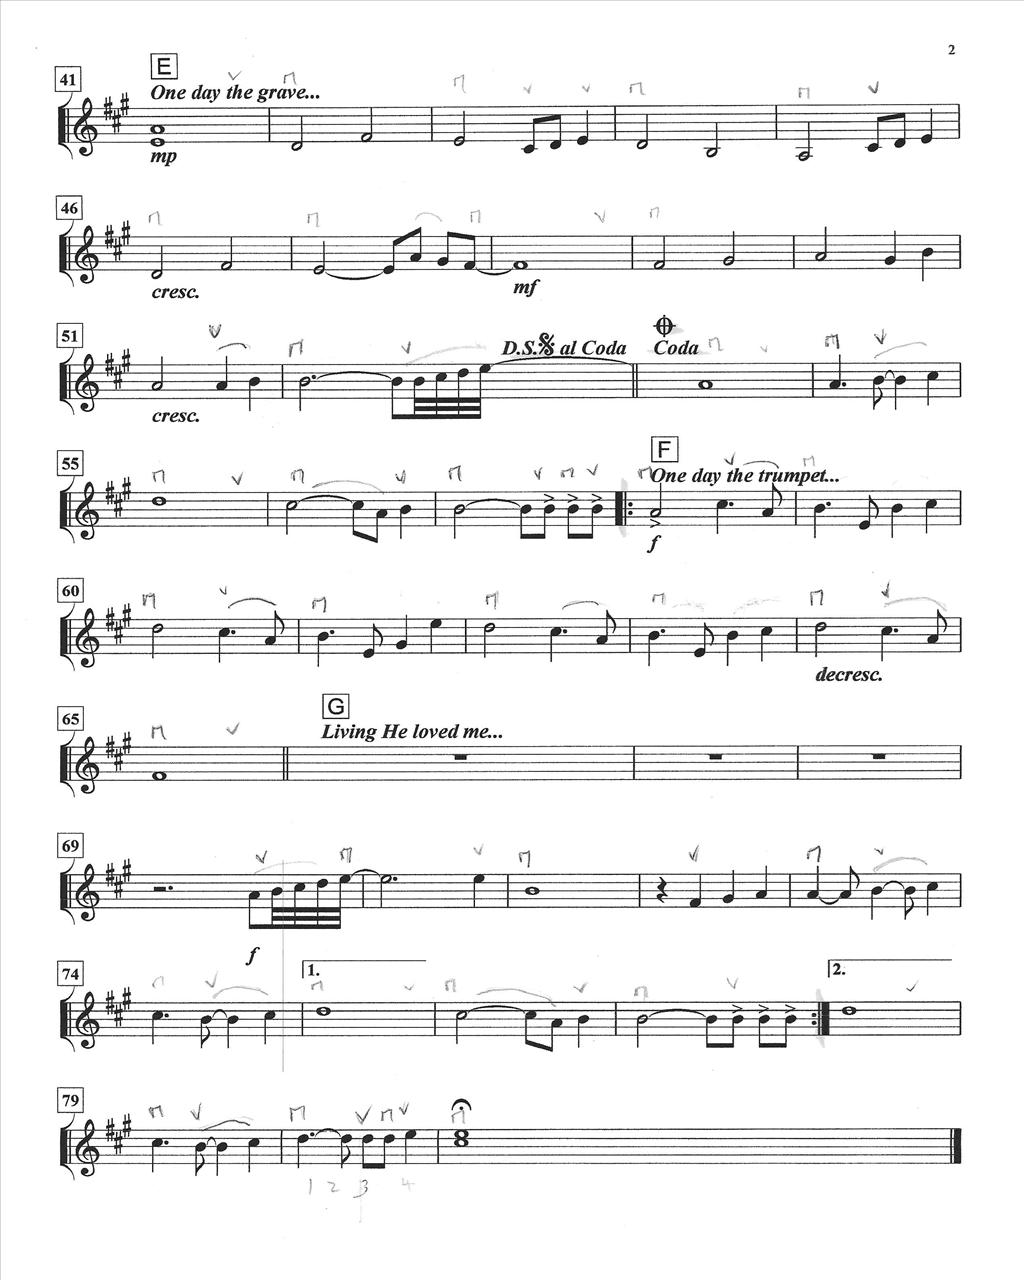 2
E
41
One day the grave...
mp
46
cresc.
mf
51
D.S. al Coda
Coda
cresc.
55
F
One day the trumpet...
f
60
decresc.
65
G
Living He loved me...
69
f
74
1.
2.
79
1 2 3 4